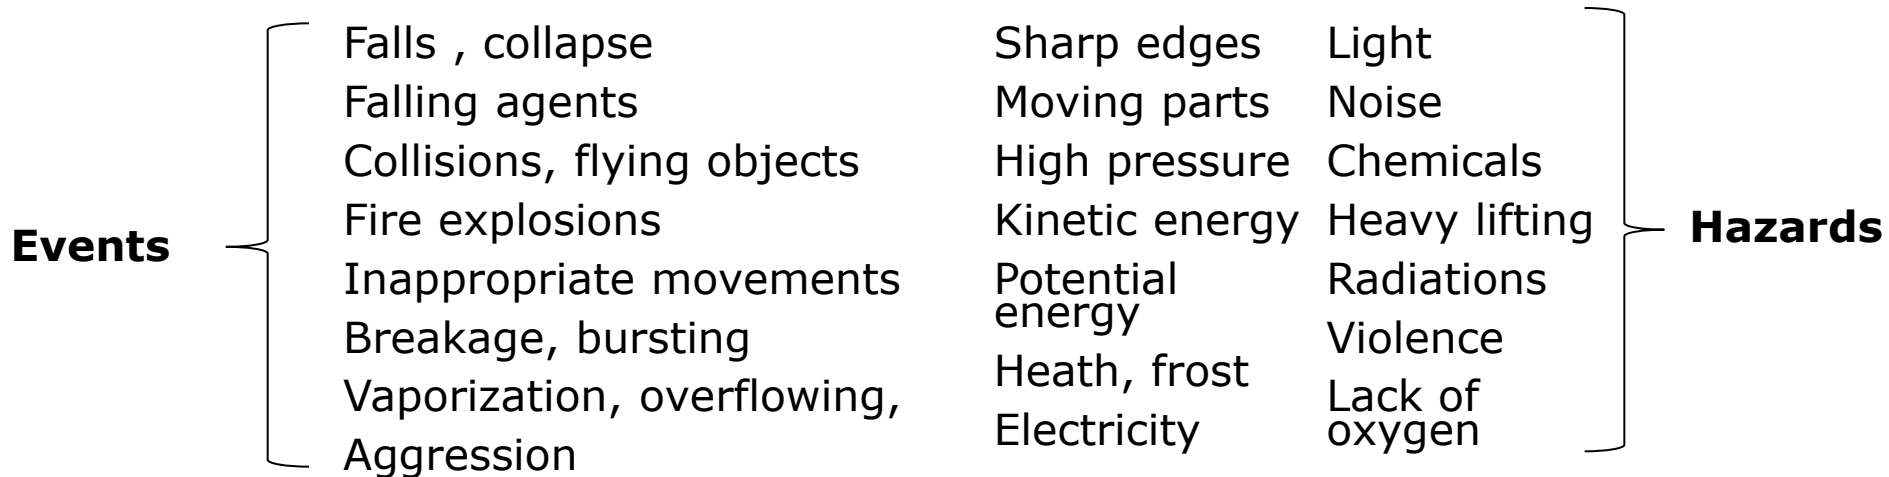 Events
Falls , collapse
Falling agents
Collisions, flying objects
Fire explosions
Inappropriate movements
Breakage, bursting
Vaporization, overflowing,
Aggression
Sharp edges
Moving parts
High pressure
Kinetic energy
Potential
energy
Heath, frost
Electricity
Light
Noise
Chemicals
Heavy lifting
Radiations
Violence
Lack of
oxygen
Hazards